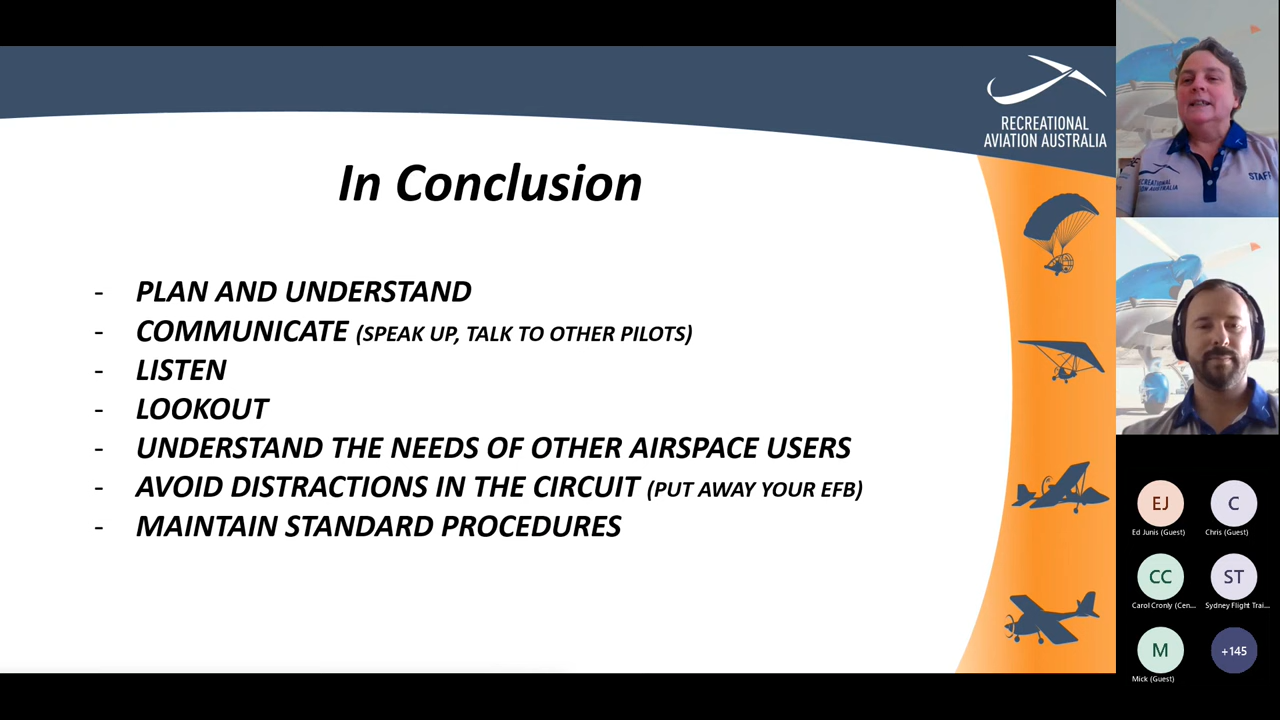 RECREATIONAL
AVIATION AUSTRALIA
In Conclusion
- PLAN AND UNDERSTAND
- COMMUNICATE (SPEAK UP, TALK TO OTHER PILOTS)
- LISTEN
- LOOKOUT
- UNDERSTAND THE NEEDS OF OTHER AIRSPACE USERS
- AVOID DISTRACTIONS IN THE CIRCUIT (PUT AWAY YOUR EFB)
- MAINTAIN STANDARD PROCEDURES
STAFF
EJ
Ed Junis (Guest)
C
Chris (Guest)
CC
Carol Cronly (Cen...
ST
Sydney Flight Trai...
M
Mick (Guest)
+145